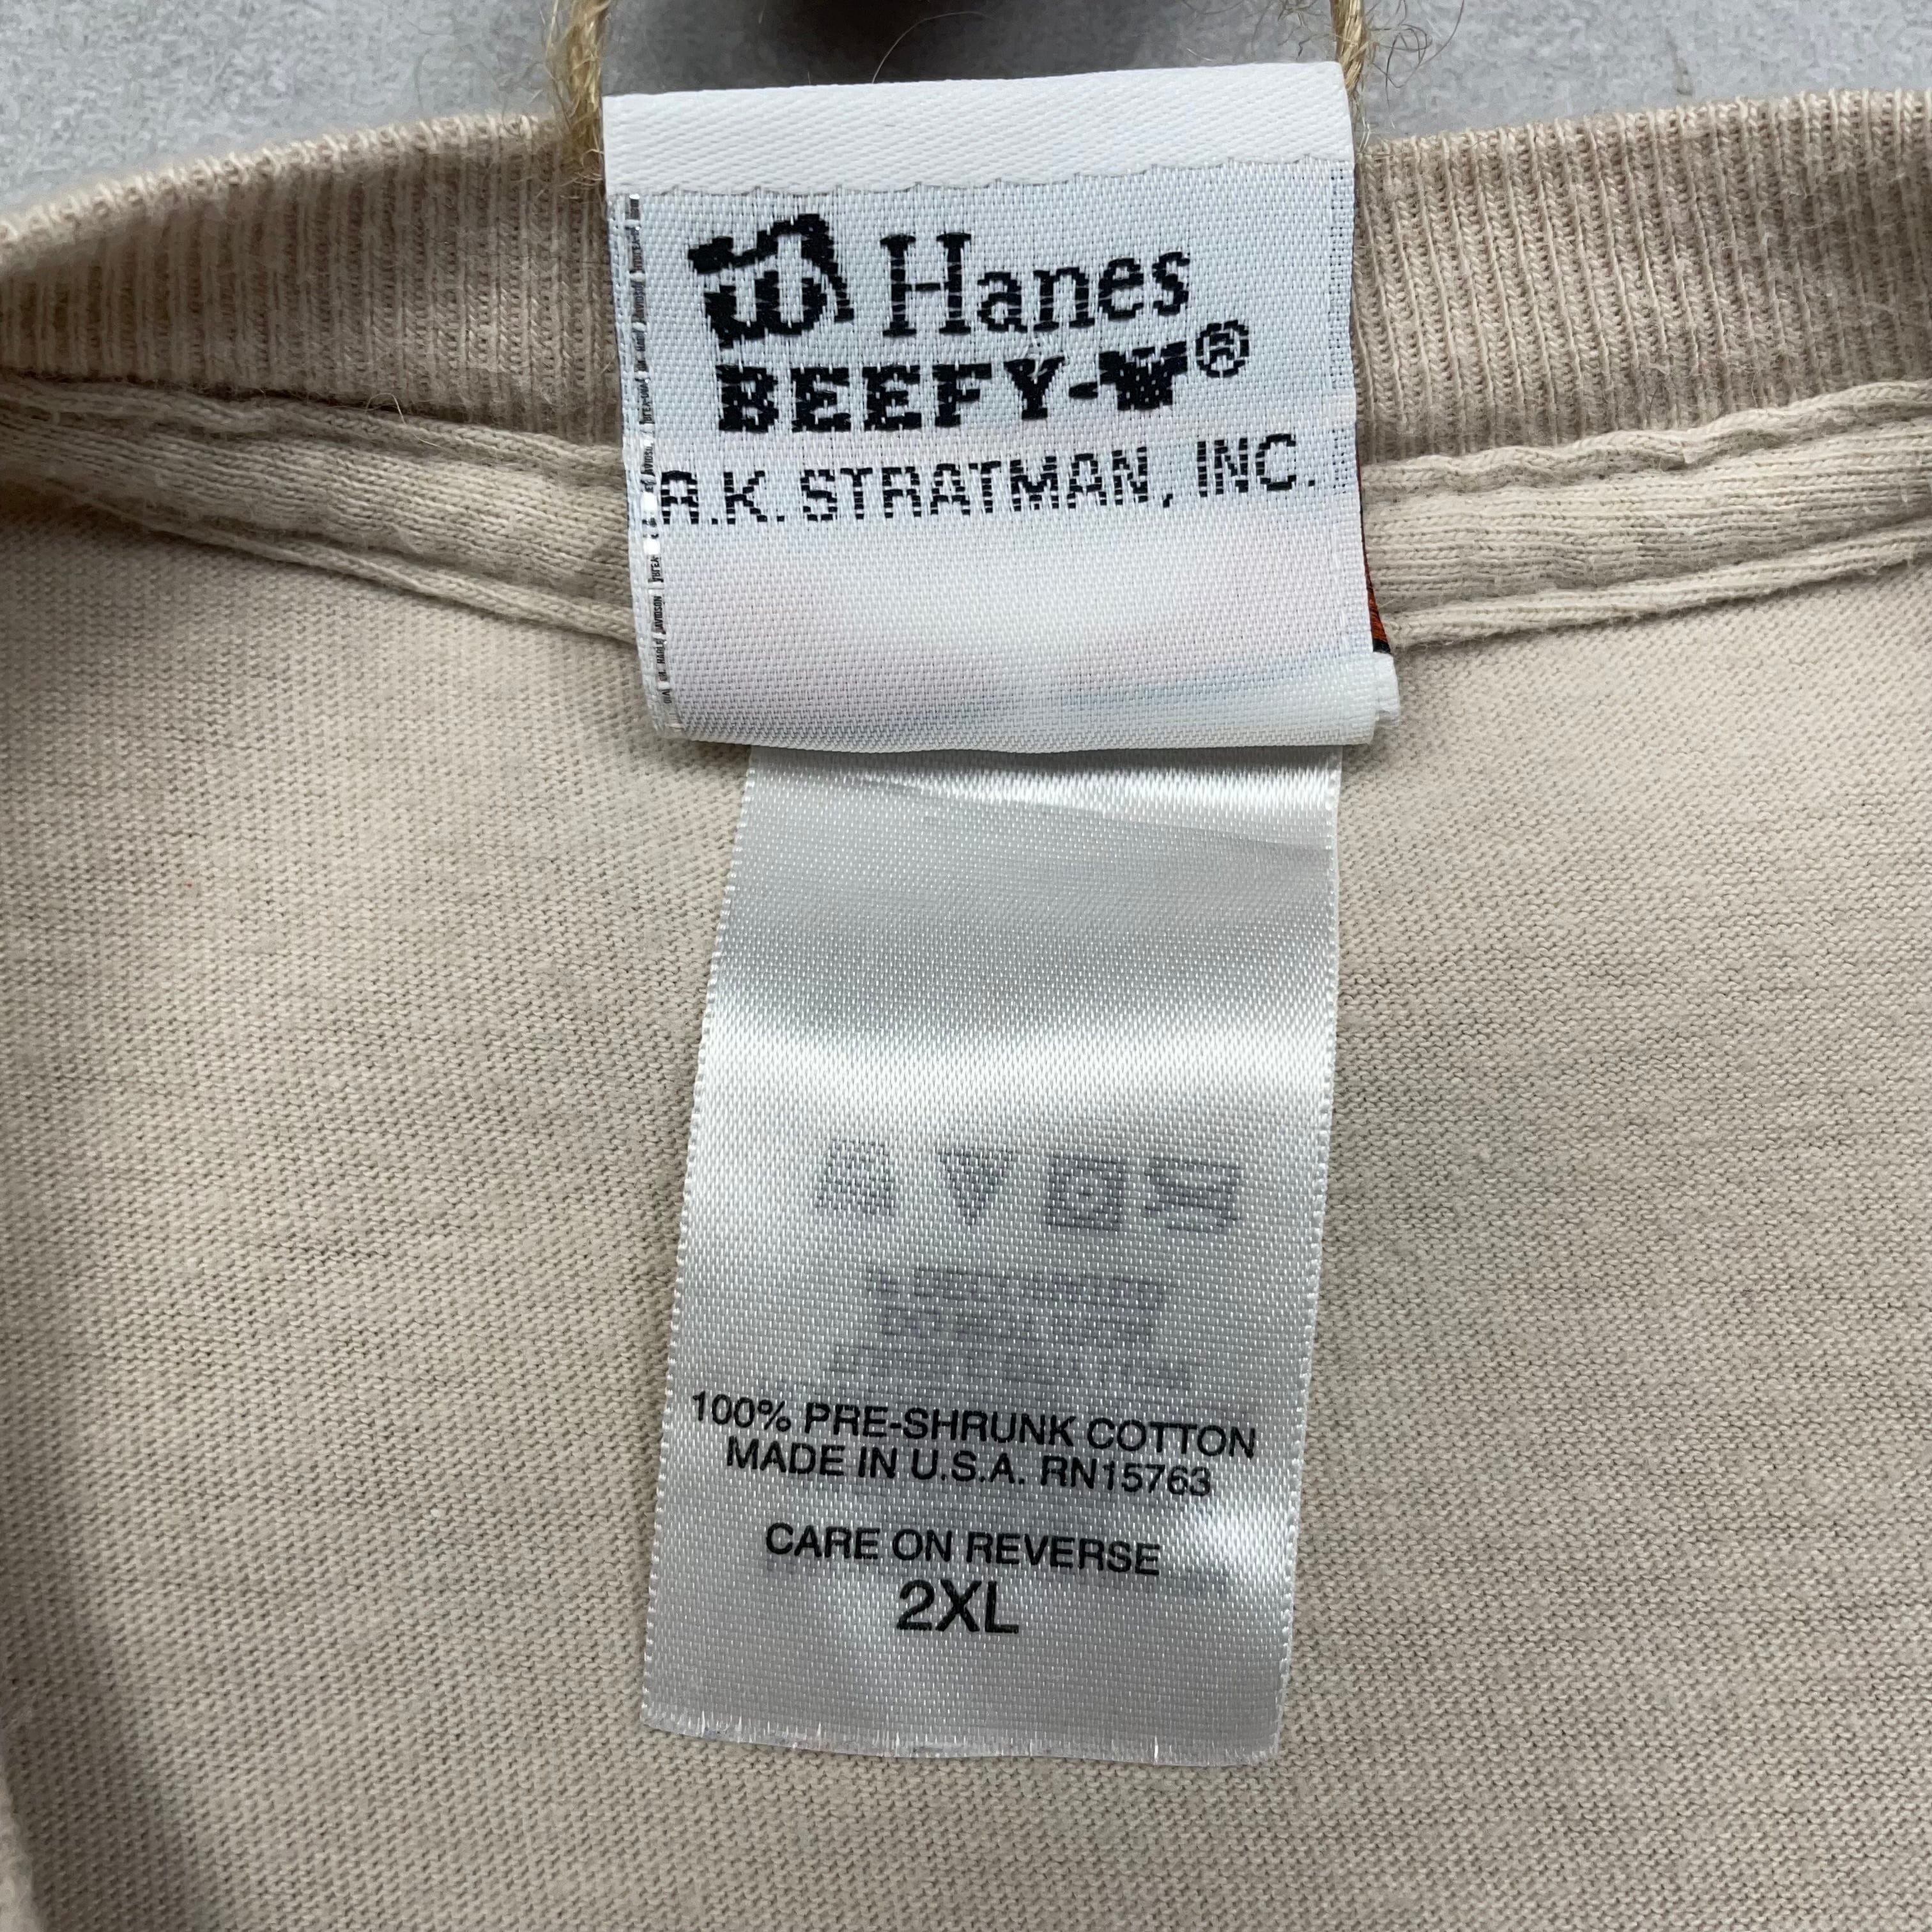 Hanes
BEEFY-T®
R.K. STRATMAN, INC.
100% PRE-SHRUNK COTTON
MADE IN U.S.A. RN15763
CARE ON REVERSE
2XL